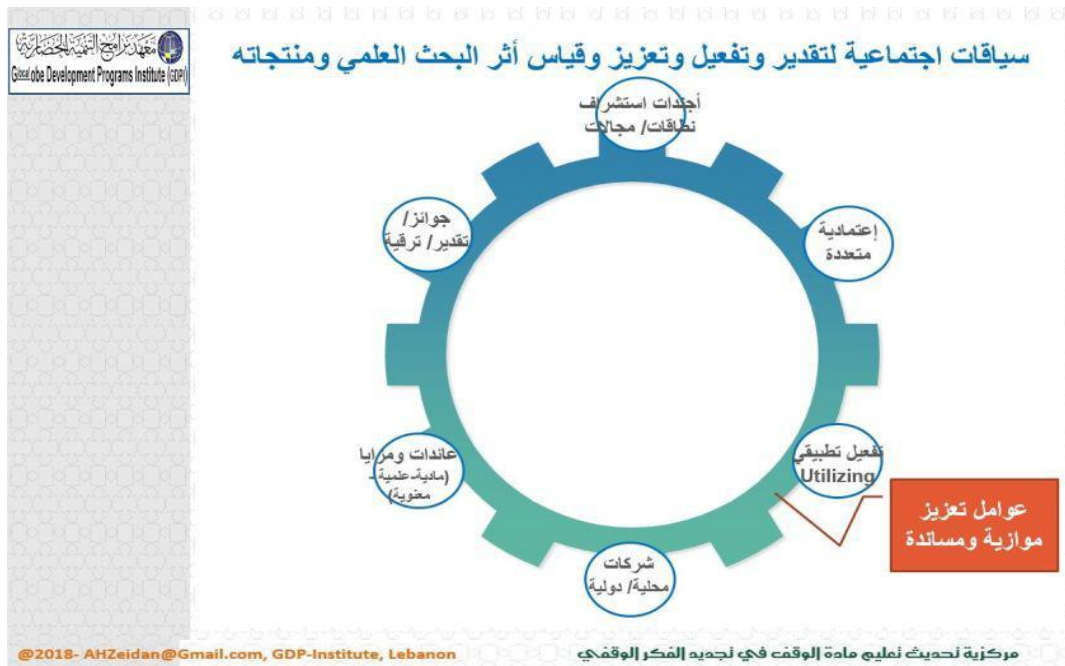 معهد برامج التنمية الحضارية
Global Globe Development Programs Institute (GDPI)
سياقات اجتماعية لتقدير وتفعيل وتعزيز وقياس أثر البحث العلمي ومنتجاته
أجندات استشراف
نطاقات/ مجالات
إعتمادية
متعددة
تفعيل تطبيقي
Utilizing
عوامل تعزيز
موازية ومساندة
شركات
محلية/ دولية
عائدات ومزايا
(مادية-علمية-
معنوية)
جوائز/
تقدير/ ترقية
مركزية تحديث تعليم مادة الوقف في تجديد الفكر الوقفي
@2018- AHZeidan@Gmail.com, GDP-Institute, Lebanon